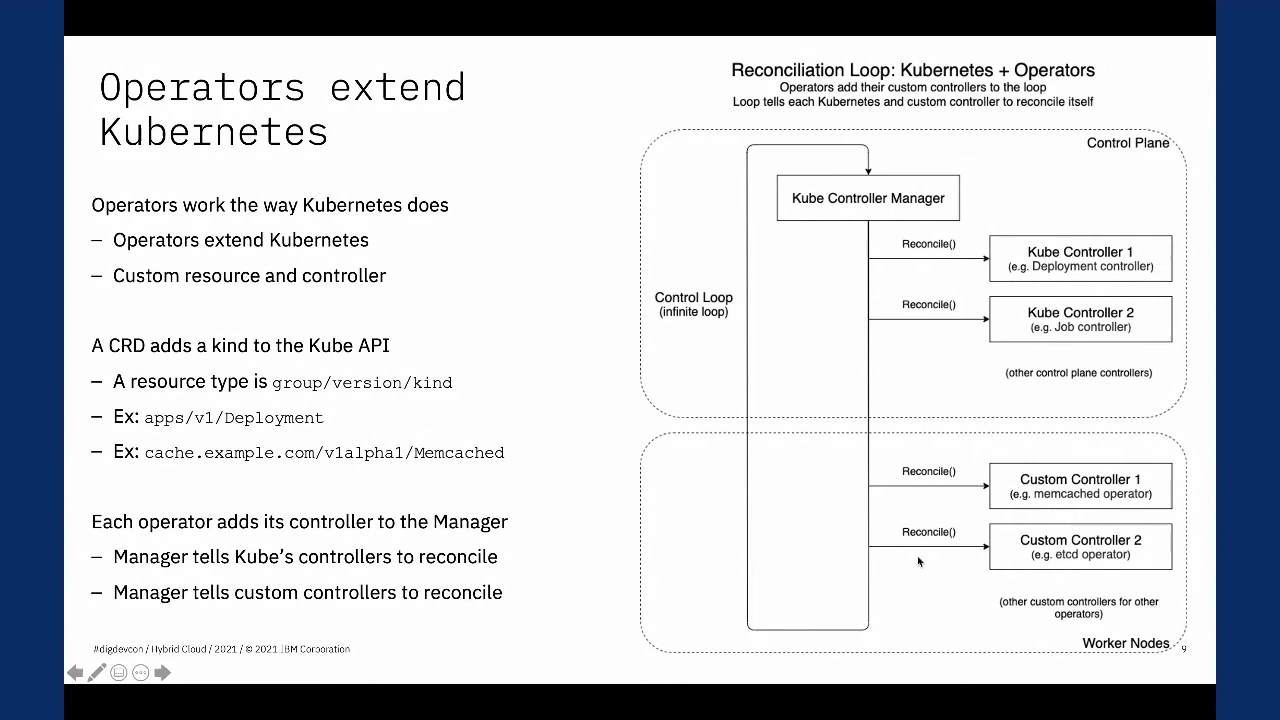 Operators extend
Kubernetes
Operators work the way Kubernetes does
– Operators extend Kubernetes
– Custom resource and controller
A CRD adds a kind to the Kube API
– A resource type is group/version/kind
– Ex: apps/v1/Deployment
– Ex: cache.example.com/v1alpha1/Memcached
Each operator adds its controller to the Manager
– Manager tells Kube's controllers to reconcile
– Manager tells custom controllers to reconcile
Reconciliation Loop: Kubernetes + Operators
Operators add their custom controllers to the loop
Loop tells each Kubernetes and custom controller to reconcile itself
Control Plane
Kube Controller Manager
Reconcile()
Kube Controller 1
(e.g. Deployment controller)
Control Loop
(infinite loop)
Reconcile()
Kube Controller 2
(e.g. Job controller)
(other control plane controllers)
Reconcile()
Custom Controller 1
(e.g. memcached operator)
Reconcile()
Custom Controller 2
(e.g. etcd operator)
(other custom controllers for other
operators)
Worker Nodes
#digdevcon / Hybrid Cloud / 2021 / © 2021 IBM Corporation
9